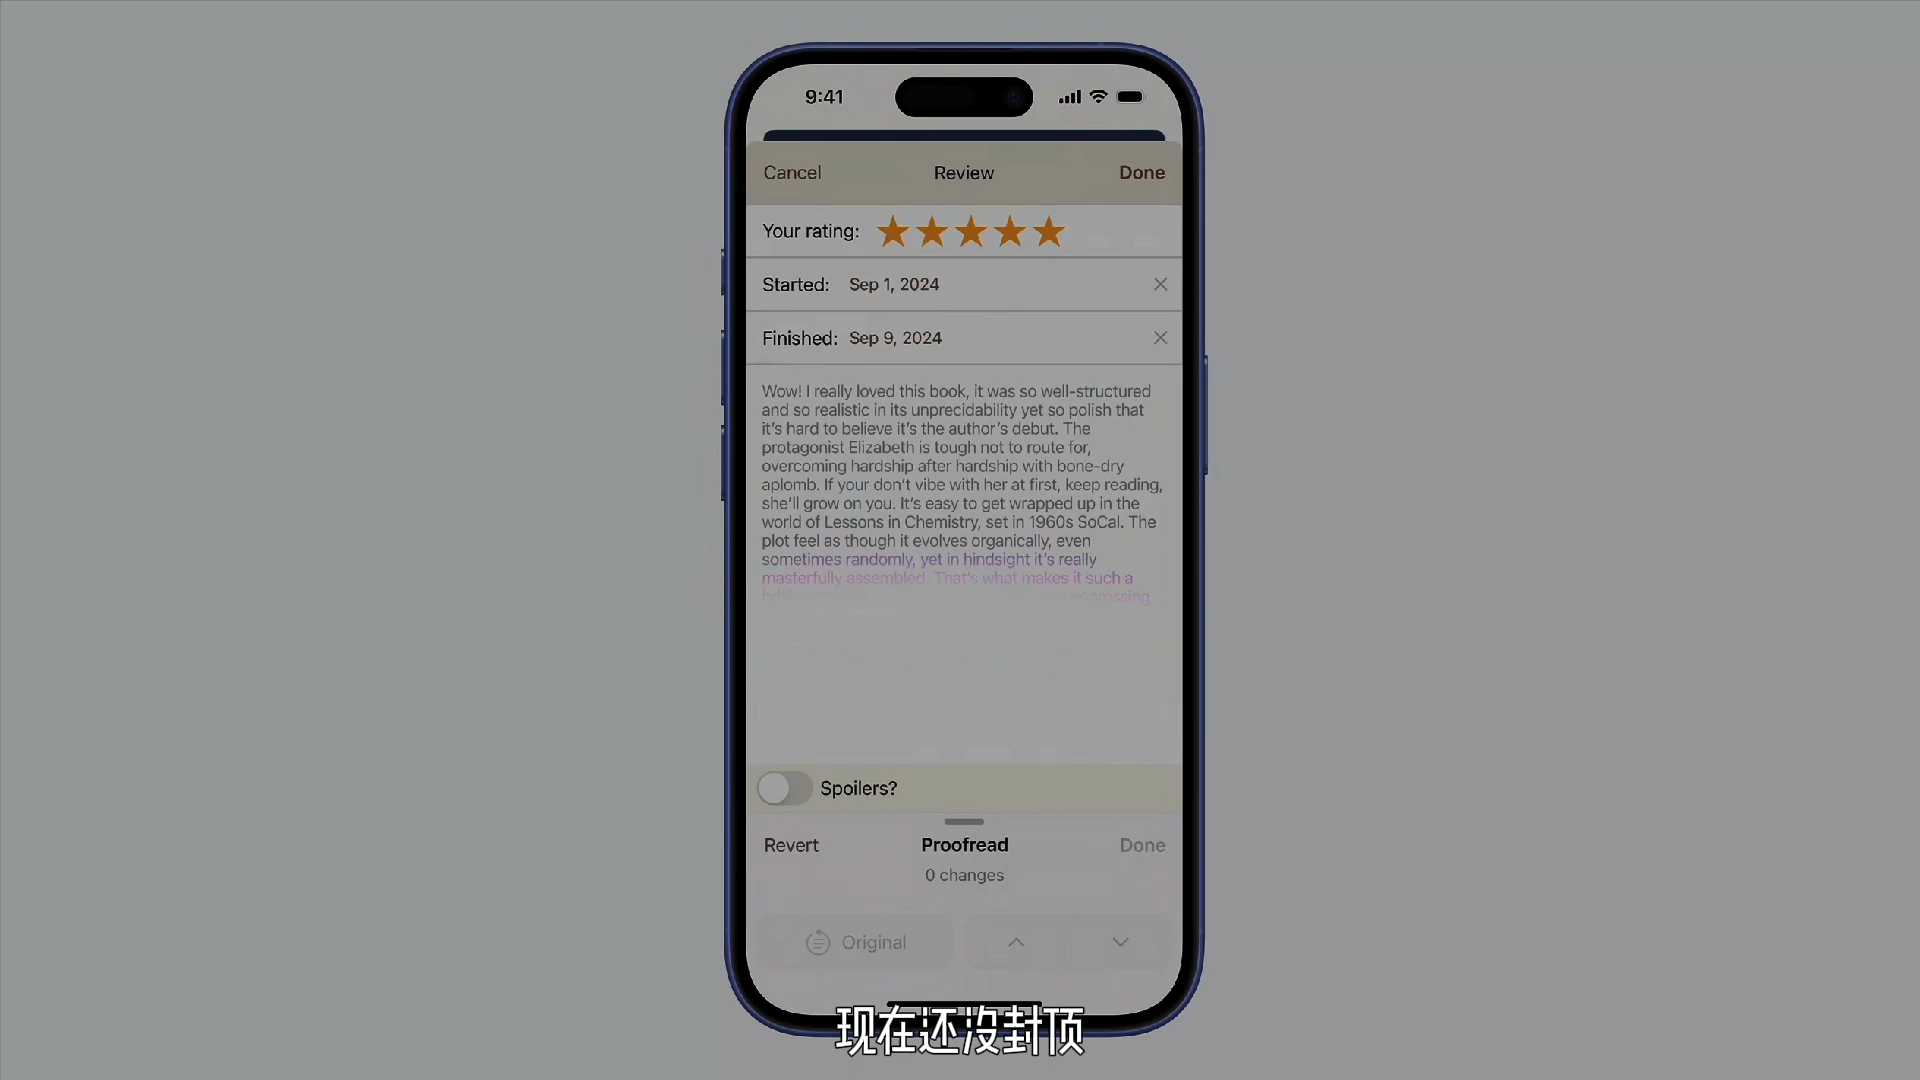 9:41
Cancel Review Done
Your rating:
Started: Sep 1, 2024
Finished: Sep 9, 2024
Wow! I really loved this book, it was so well-structured
and so realistic in its unprecidability yet so polish that
it's hard to believe it's the author's debut. The
protagonist Elizabeth is tough not to route for,
overcoming hardship after hardship with bone-dry
aplomb. If your don't vibe with her at first, keep reading,
she'll grow on you. It's easy to get wrapped up in the
world of Lessons in Chemistry, set in 1960s SoCal. The
plot feel as though it evolves organically, even
sometimes randomly, yet in hindsight it's really
masterfully assembled. That's what makes it such a
engrossing,
Spoilers?
Revert Proofread Done
0 changes
Original
现在还没封顶